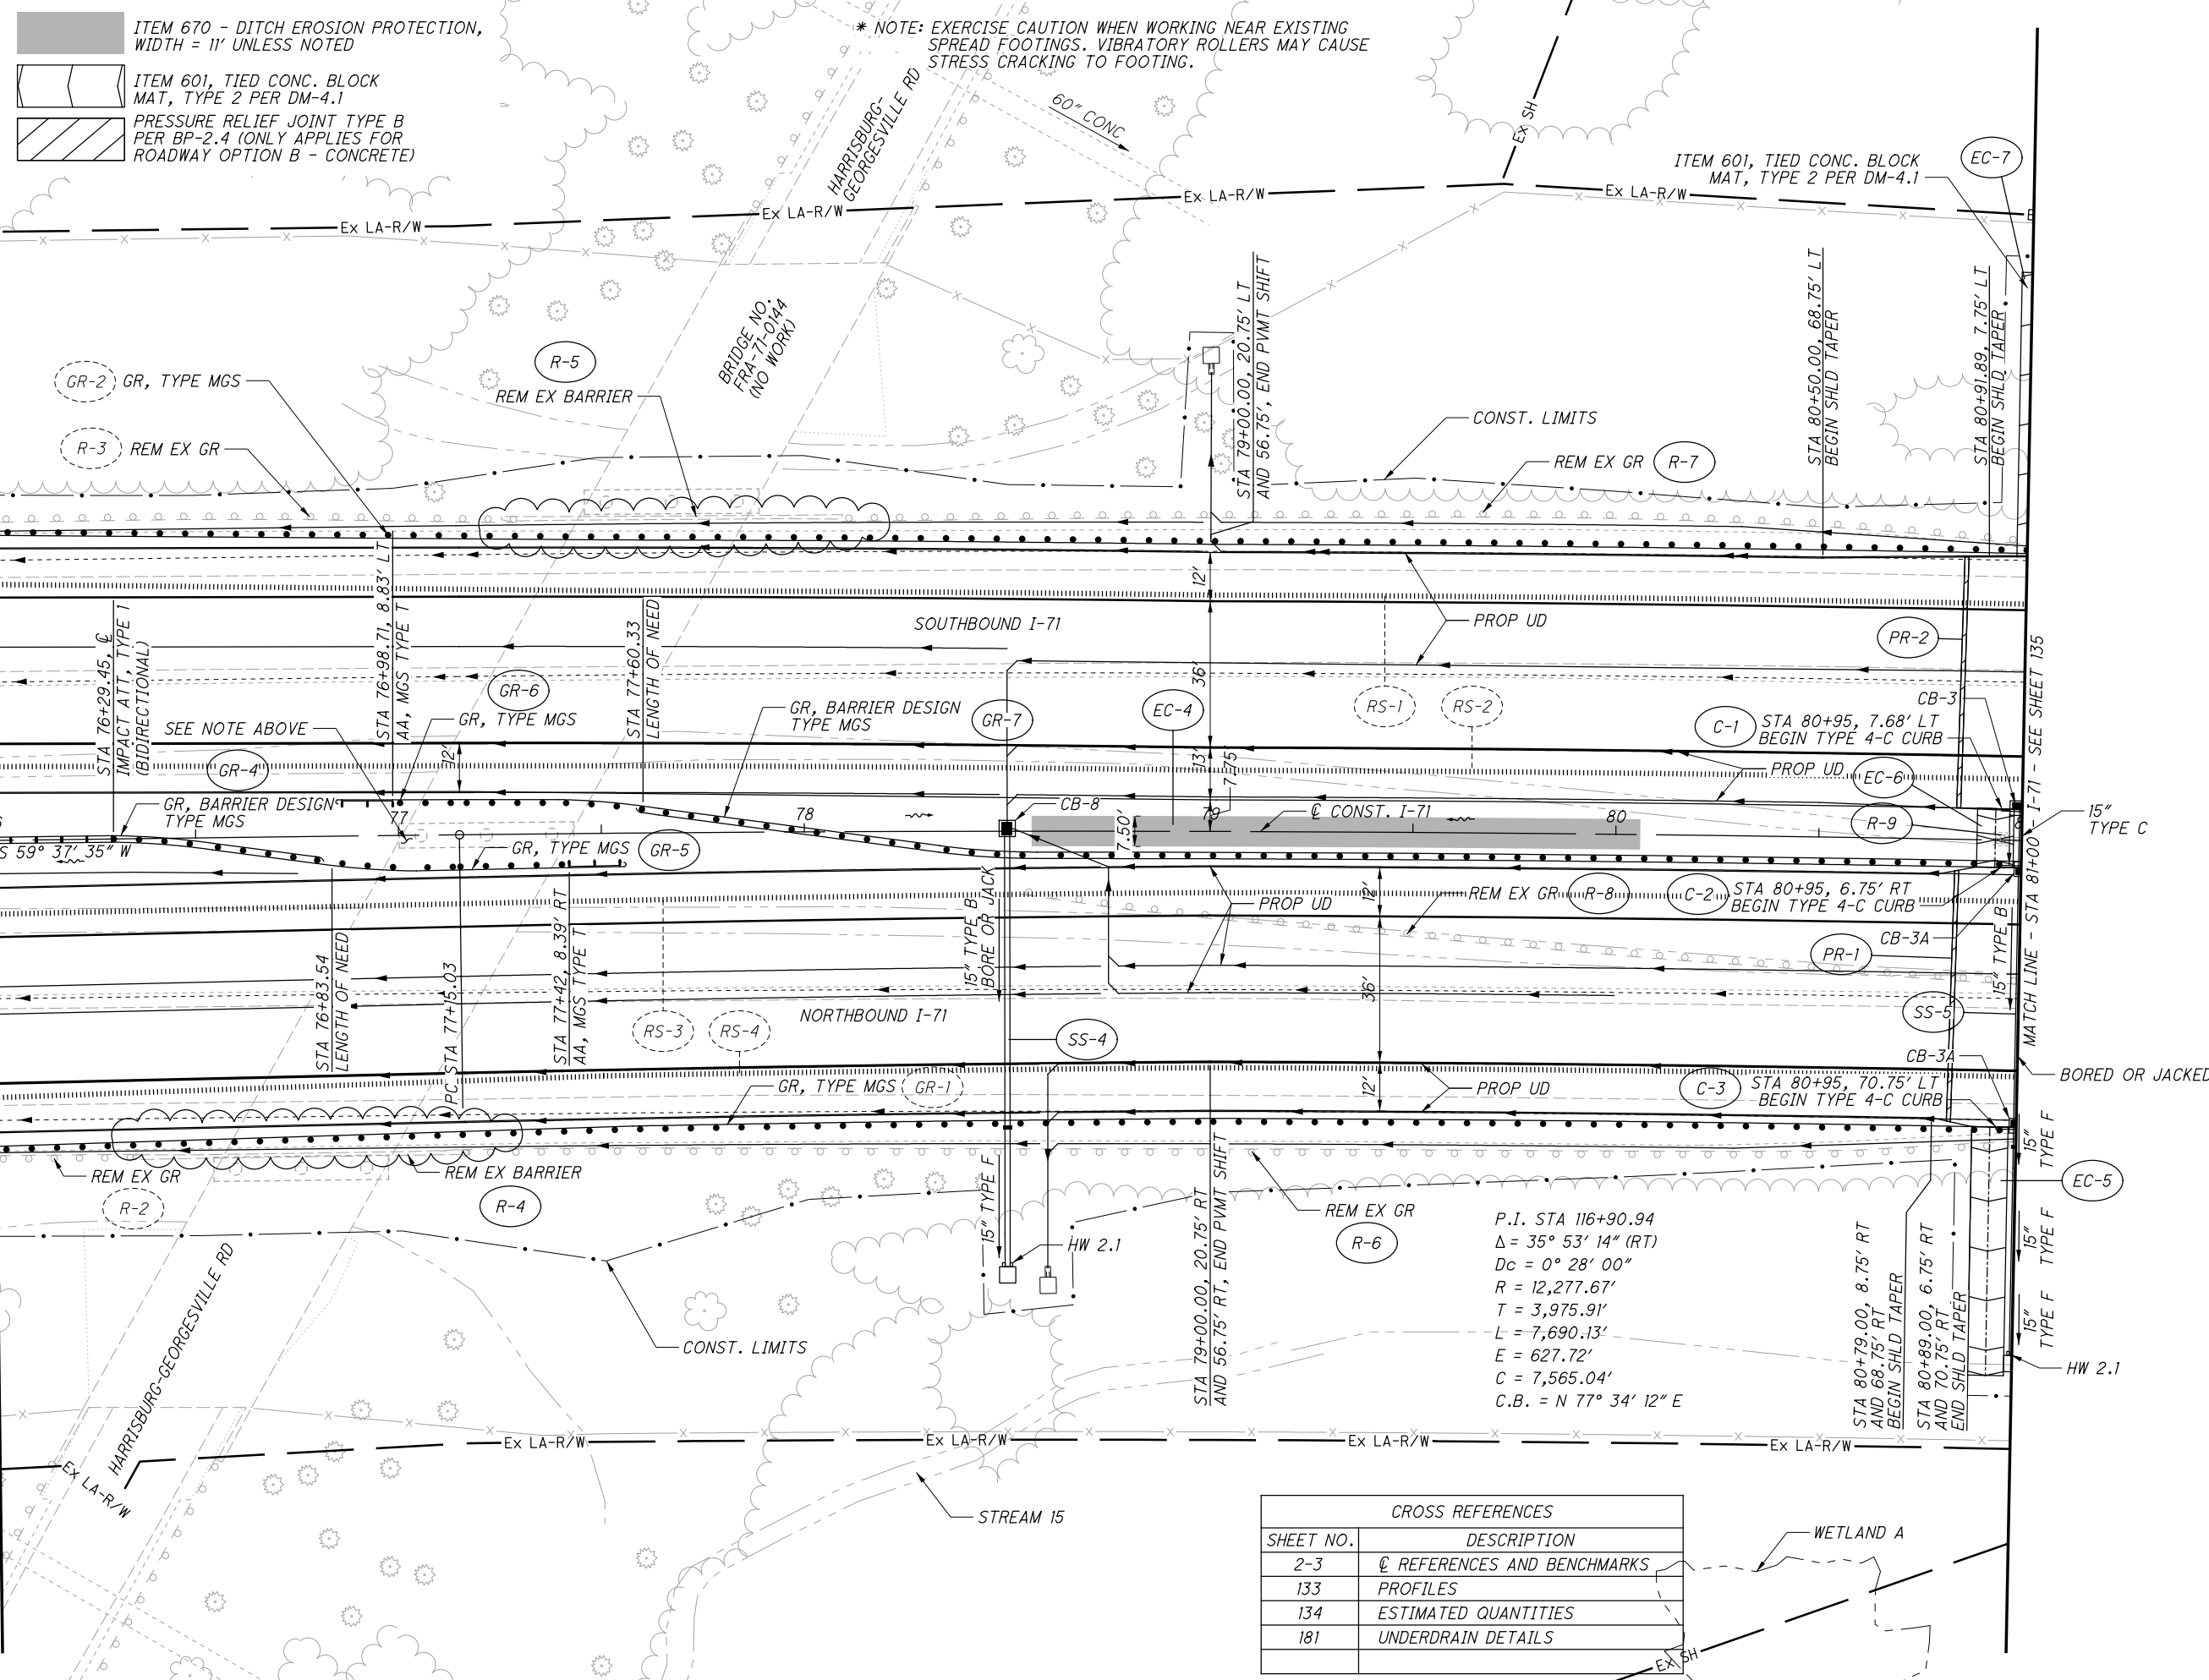 ITEM 670 - DITCH EROSION PROTECTION,
WIDTH = 11' UNLESS NOTED
ITEM 601, TIED CONC. BLOCK
MAT, TYPE 2 PER DM-4.1
PRESSURE RELIEF JOINT TYPE B
PER BP-2.4 (ONLY APPLIES FOR
ROADWAY OPTION B - CONCRETE)
* NOTE: EXERCISE CAUTION WHEN WORKING NEAR EXISTING
SPREAD FOOTINGS. VIBRATORY ROLLERS MAY CAUSE
STRESS CRACKING TO FOOTING.
HARRISBURG-
GEORGESVILLE RD
60" CONC
Ex SH
ITEM 601, TIED CONC. BLOCK
MAT, TYPE 2 PER DM-4.1
EC-7
Ex LA-R/W
Ex LA-R/W
Ex LA-R/W
Ex LA-R/W
E
BRIDGE NO.
FRA-71-0144
(NO WORK)
GR-2
GR, TYPE MGS
R-3
REM EX GR
R-5
REM EX BARRIER
STA 79+00.00, 20.75' LT
AND 56.75', END PVMT SHIFT
CONST. LIMITS
REM EX GR
R-7
STA 80+50.00, 68.75' LT
BEGIN SHLD TAPER
STA 80+91.89, 7.75' LT
BEGIN SHLD TAPER
STA 76+29.45, ℄
IMPACT ATT, TYPE 1
(BIDIRECTIONAL)
STA 76+98.71, 8.83' LT
AA, MGS TYPE T
STA 77+60.33
LENGTH OF NEED
SOUTHBOUND I-71
12'
36'
PROP UD
PR-2
GR-6
GR, TYPE MGS
SEE NOTE ABOVE
GR-4
12'
GR, BARRIER DESIGN
TYPE MGS
GR-7
EC-4
RS-1
RS-2
CB-3
C-1
STA 80+95, 7.68' LT
BEGIN TYPE 4-C CURB
13'
7.75'
PROP UD
EC-6
GR, BARRIER DESIGN
TYPE MGS
77
78
79
80
CB-8
℄ CONST. I-71
7.50'
R-9
15"
TYPE C
S 59° 37' 35" W
GR, TYPE MGS
GR-5
MATCH LINE - STA 81+00 - I-71 - SEE SHEET 135
STA 76+83.54
LENGTH OF NEED
PC STA 77+15.03
STA 77+42, 8.39' RT
AA, MGS TYPE T
15" TYPE B
BORE OR JACK
PROP UD
12'
REM EX GR
R-8
C-2
STA 80+95, 6.75' RT
BEGIN TYPE 4-C CURB
CB-3A
PR-1
15" TYPE B
36'
SS-5
RS-3
RS-4
NORTHBOUND I-71
SS-4
CB-3A
BORED OR JACKED
GR, TYPE MGS
GR-1
12'
PROP UD
C-3
STA 80+95, 70.75' LT
BEGIN TYPE 4-C CURB
REM EX GR
R-2
REM EX BARRIER
R-4
15" TYPE F
HW 2.1
STA 79+00.00, 20.75' RT
AND 56.75' RT, END PVMT SHIFT
REM EX GR
R-6
15"
TYPE F
EC-5
15"
TYPE F
15"
TYPE F
HW 2.1
P.I. STA 116+90.94
Δ = 35° 53' 14" (RT)
Dc = 0° 28' 00"
R = 12,277.67'
T = 3,975.91'
L = 7,690.13'
E = 627.72'
C = 7,565.04'
C.B. = N 77° 34' 12" E
STA 80+79.00, 8.75' RT
AND 68.75' RT
BEGIN SHLD TAPER
STA 80+89.00, 6.75' RT
AND 70.75' RT
END SHLD TAPER
HARRISBURG-GEORGESVILLE RD
CONST. LIMITS
Ex LA-R/W
Ex LA-R/W
Ex LA-R/W
Ex LA-R/W
Ex LA-R/W
STREAM 15
CROSS REFERENCES
SHEET NO. DESCRIPTION
2-3 ℄ REFERENCES AND BENCHMARKS
133 PROFILES
134 ESTIMATED QUANTITIES
181 UNDERDRAIN DETAILS
WETLAND A
Ex SH